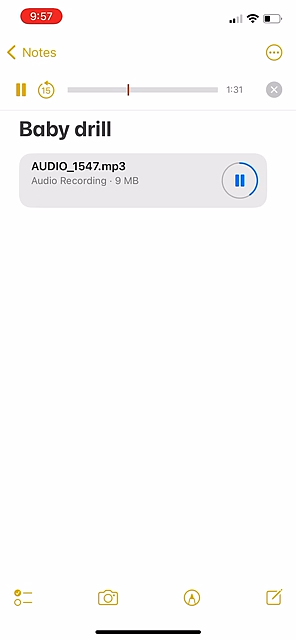 9:57
Notes
15
1:31
Baby drill
AUDIO_1547.mp3
Audio Recording · 9 MB